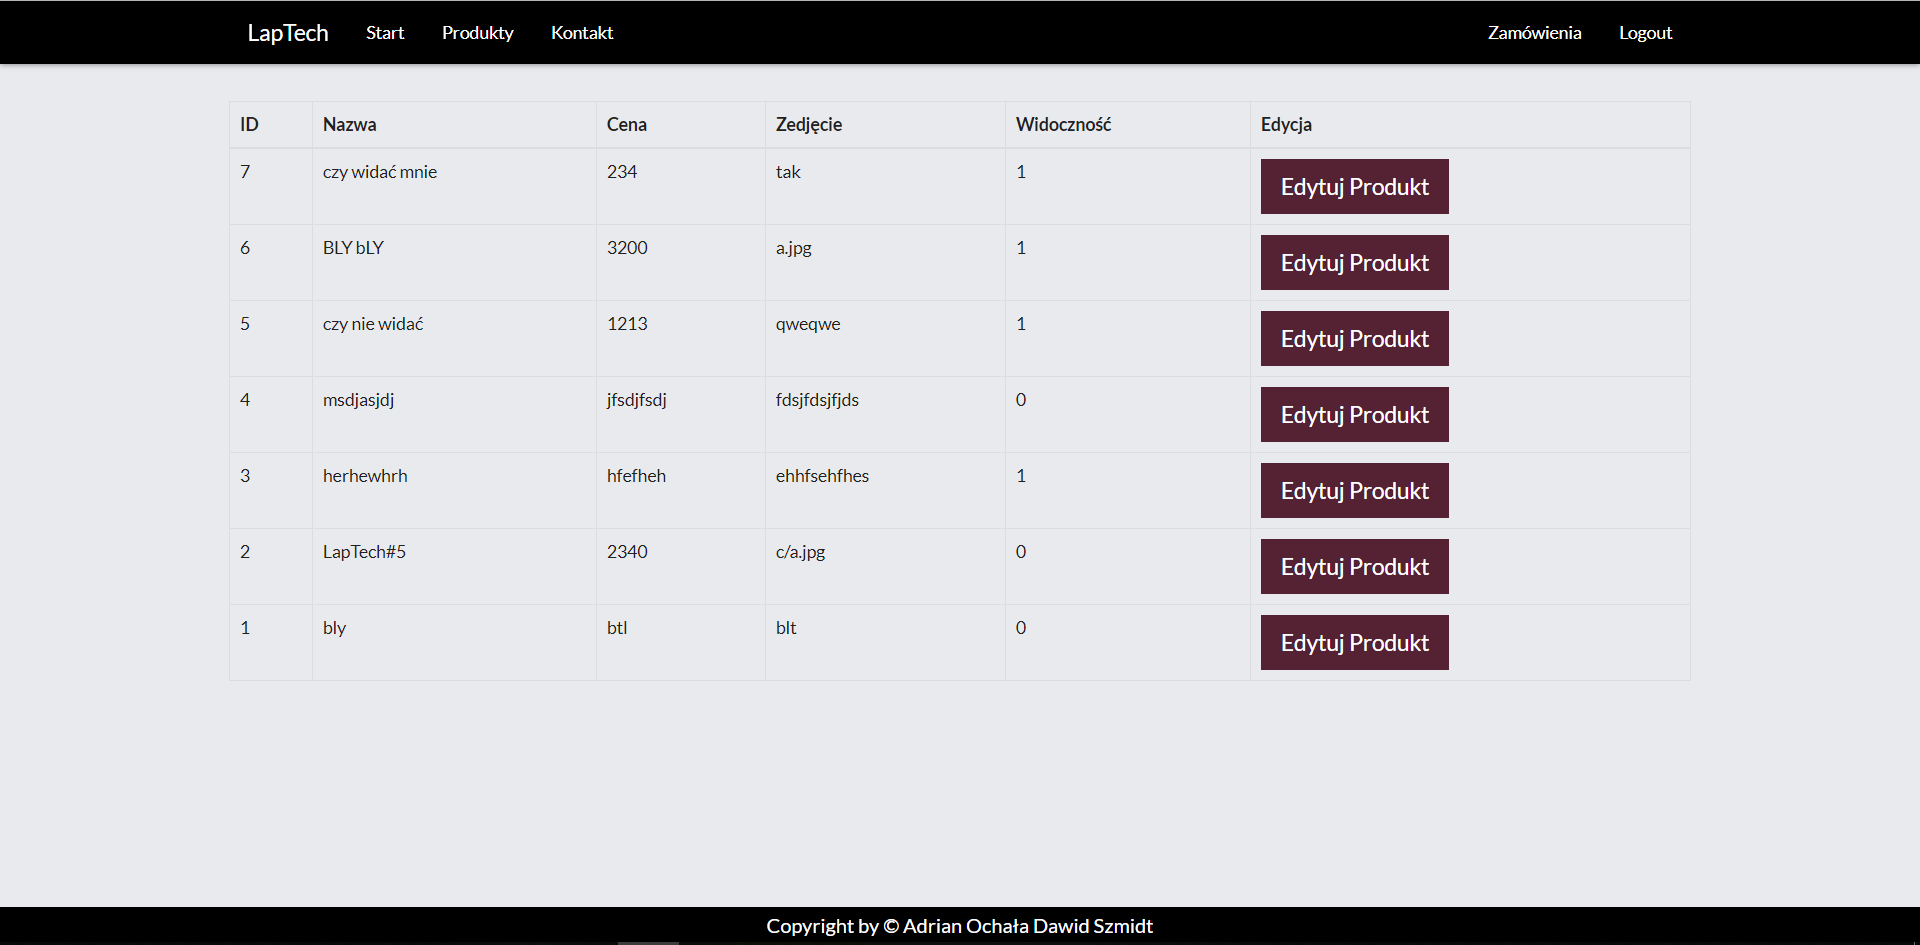 LapTech Start Produkty Kontakt Zamówienia Logout
ID Nazwa Cena Zedjęcie Widoczność Edycja
7 czy widać mnie 234 tak 1 Edytuj Produkt
6 BLY bLY 3200 a.jpg 1 Edytuj Produkt
5 czy nie widać 1213 qweqwe 1 Edytuj Produkt
4 msdjasjdj jfsdjfsdj fdsjfdsjfjds 0 Edytuj Produkt
3 herhewhrh hfefheh ehhfsehfhes 1 Edytuj Produkt
2 LapTech#5 2340 c/a.jpg 0 Edytuj Produkt
1 bly btl blt 0 Edytuj Produkt
Copyright by © Adrian Ochała Dawid Szmidt